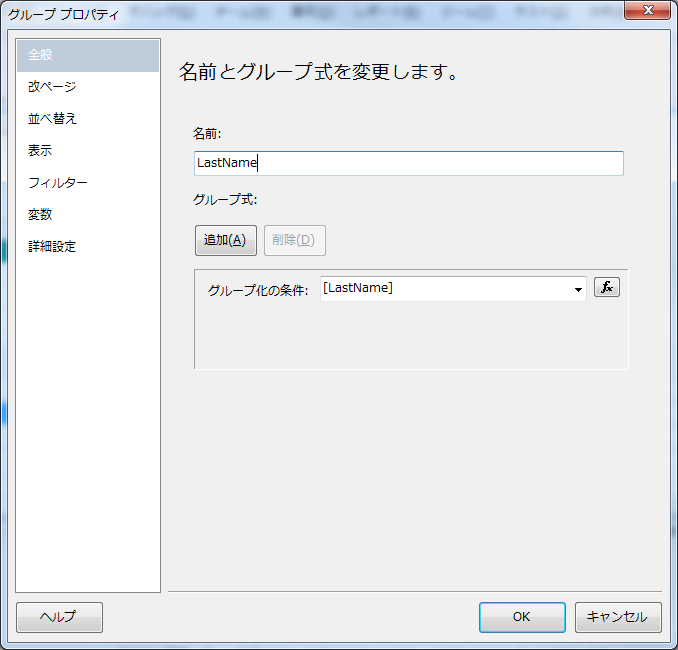 グループ プロパティ
全般
改ページ
並べ替え
表示
フィルター
変数
詳細設定
名前とグループ式を変更します。
名前:
LastName
グループ式:
追加(A) 削除(D)
グループ化の条件: [LastName] fx
ヘルプ OK キャンセル